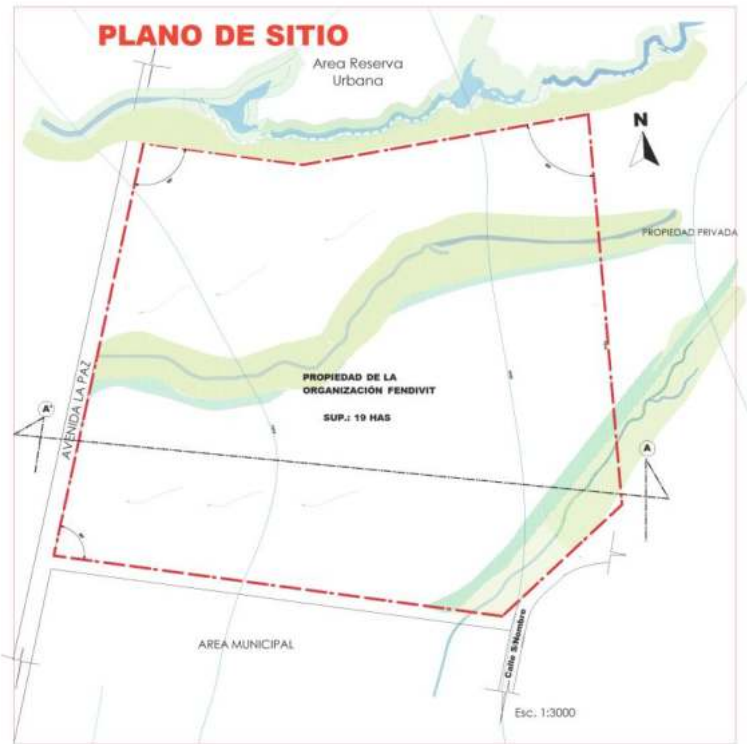 PLANO DE SITIO
Area Reserva
Urbana
N
PROPIEDAD PRIVADA
PROPIEDAD DE LA
ORGANIZACIÓN FENDIVIT
SUP.: 19 HAS
AVENIDA LA PAZ
A'
A
AREA MUNICIPAL
Calle S/Nombre
Esc. 1:3000